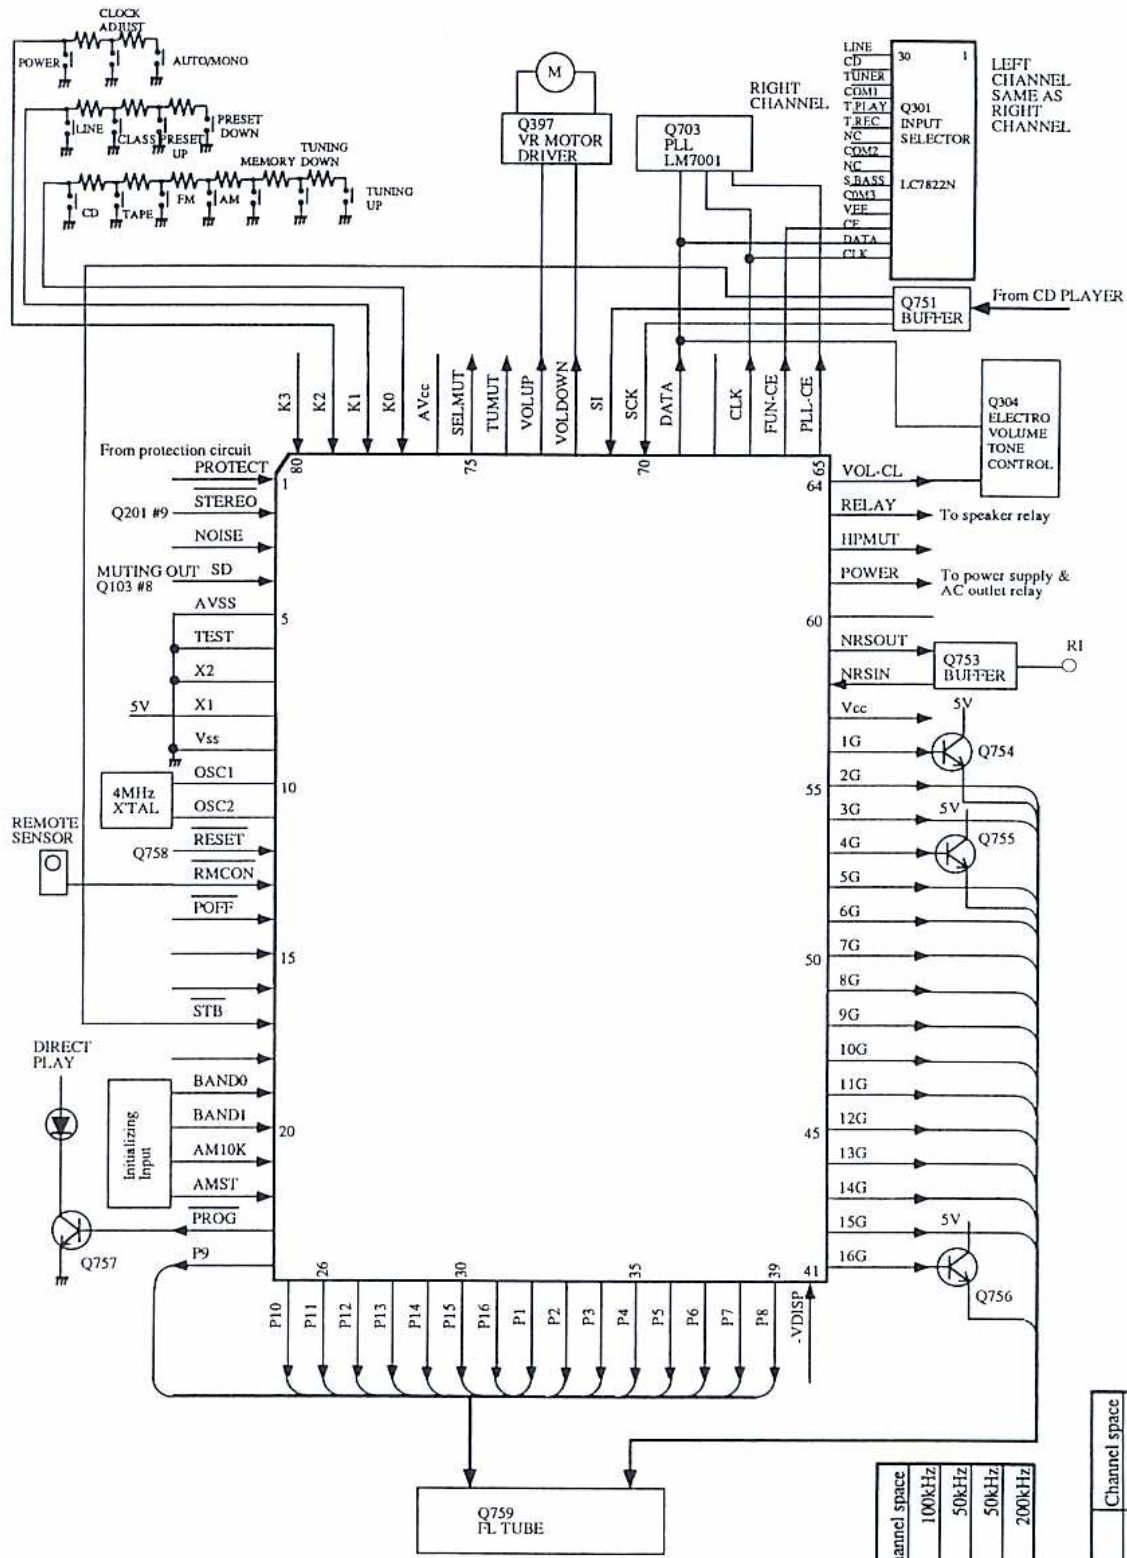 CLOCK
ADJUST
POWER
AUTO/MONO
LINE
CLASS
PRESET
UP
PRESET
DOWN
CD
TAPE
FM
AM
MEMORY
TUNING
DOWN
TUNING
UP
M
Q397
VR MOTOR
DRIVER
RIGHT
CHANNEL
Q703
PLL
LM7001
LINE
CD
TUNER
COM1
T.PLAY
T.REC
NC
COM2
NC
S.BASS
COM3
VEE
CE
DATA
CLK
30 1
Q301
INPUT
SELECTOR
LC7822N
LEFT
CHANNEL
SAME AS
RIGHT
CHANNEL
Q751
BUFFER
From CD PLAYER
Q304
ELECTRO
VOLUME
TONE
CONTROL
K3
K2
K1
K0
AVcc
SELMUT
TUMUT
VOLUP
VOLDOWN
SI
SCK
DATA
CLK
FUN-CE
PLL-CE
80
75
70
65
From protection circuit
PROTECT
1
STEREO
Q201 #9
NOISE
MUTING OUT SD
Q103 #8
AVSS
5
TEST
X2
5V X1
Vss
4MHz
X'TAL
OSC1
10
OSC2
REMOTE
SENSOR
RESET
Q758
RMCON
POFF
15
STB
DIRECT
PLAY
Initializing
Input
BAND0
BAND1
20
AM10K
AMST
PROG
Q757
P9
64
VOL-CL
RELAY
To speaker relay
HPMUT
POWER
To power supply &
AC outlet relay
60
NRSOUT
NRSIN
Q753
BUFFER
RI
Vcc
5V
1G
Q754
2G
55
3G
5V
4G
Q755
5G
6G
7G
50
8G
9G
10G
11G
12G
45
13G
14G
15G
5V
16G
Q756
26
30
35
39
41
P10
P11
P12
P13
P14
P15
P16
P1
P2
P3
P4
P5
P6
P7
P8
-VDISP
Q759
FL TUBE
100kHz
50kHz
50kHz
200kHz
Channel space